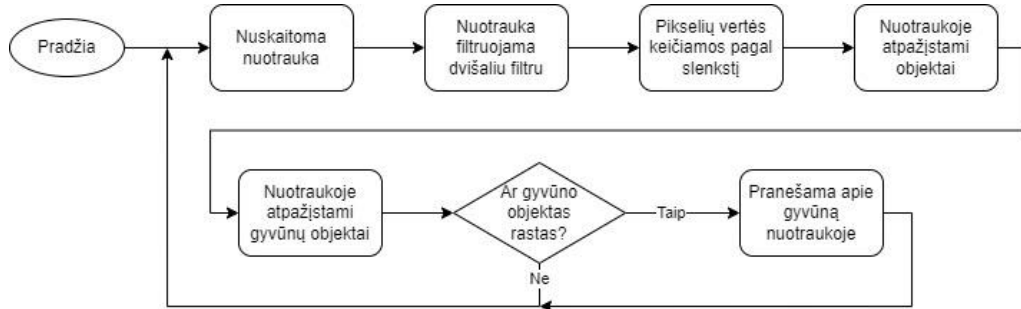 Pradžia
Nuskaitoma
nuotrauka
Nuotrauka
filtruojama
dvišaliu filtru
Pikselių vertės
keičiamos pagal
slenkstį
Nuotraukoje
atpažįstami
objektai
Nuotraukoje
atpažįstami
gyvūnų objektai
Ar gyvūno
objektas
rastas?
Taip
Pranešama apie
gyvūną
nuotraukoje
Ne